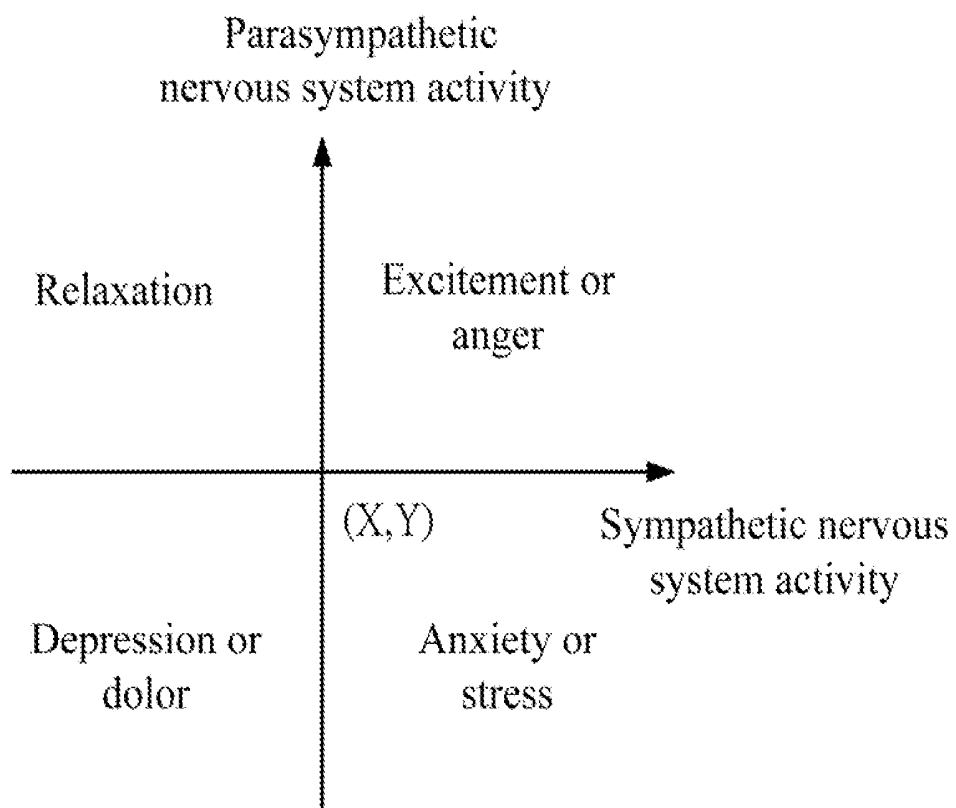 Parasympathetic
nervous system activity
Relaxation
Excitement or
anger
(X,Y)
Sympathetic nervous
system activity
Depression or
dolor
Anxiety or
stress